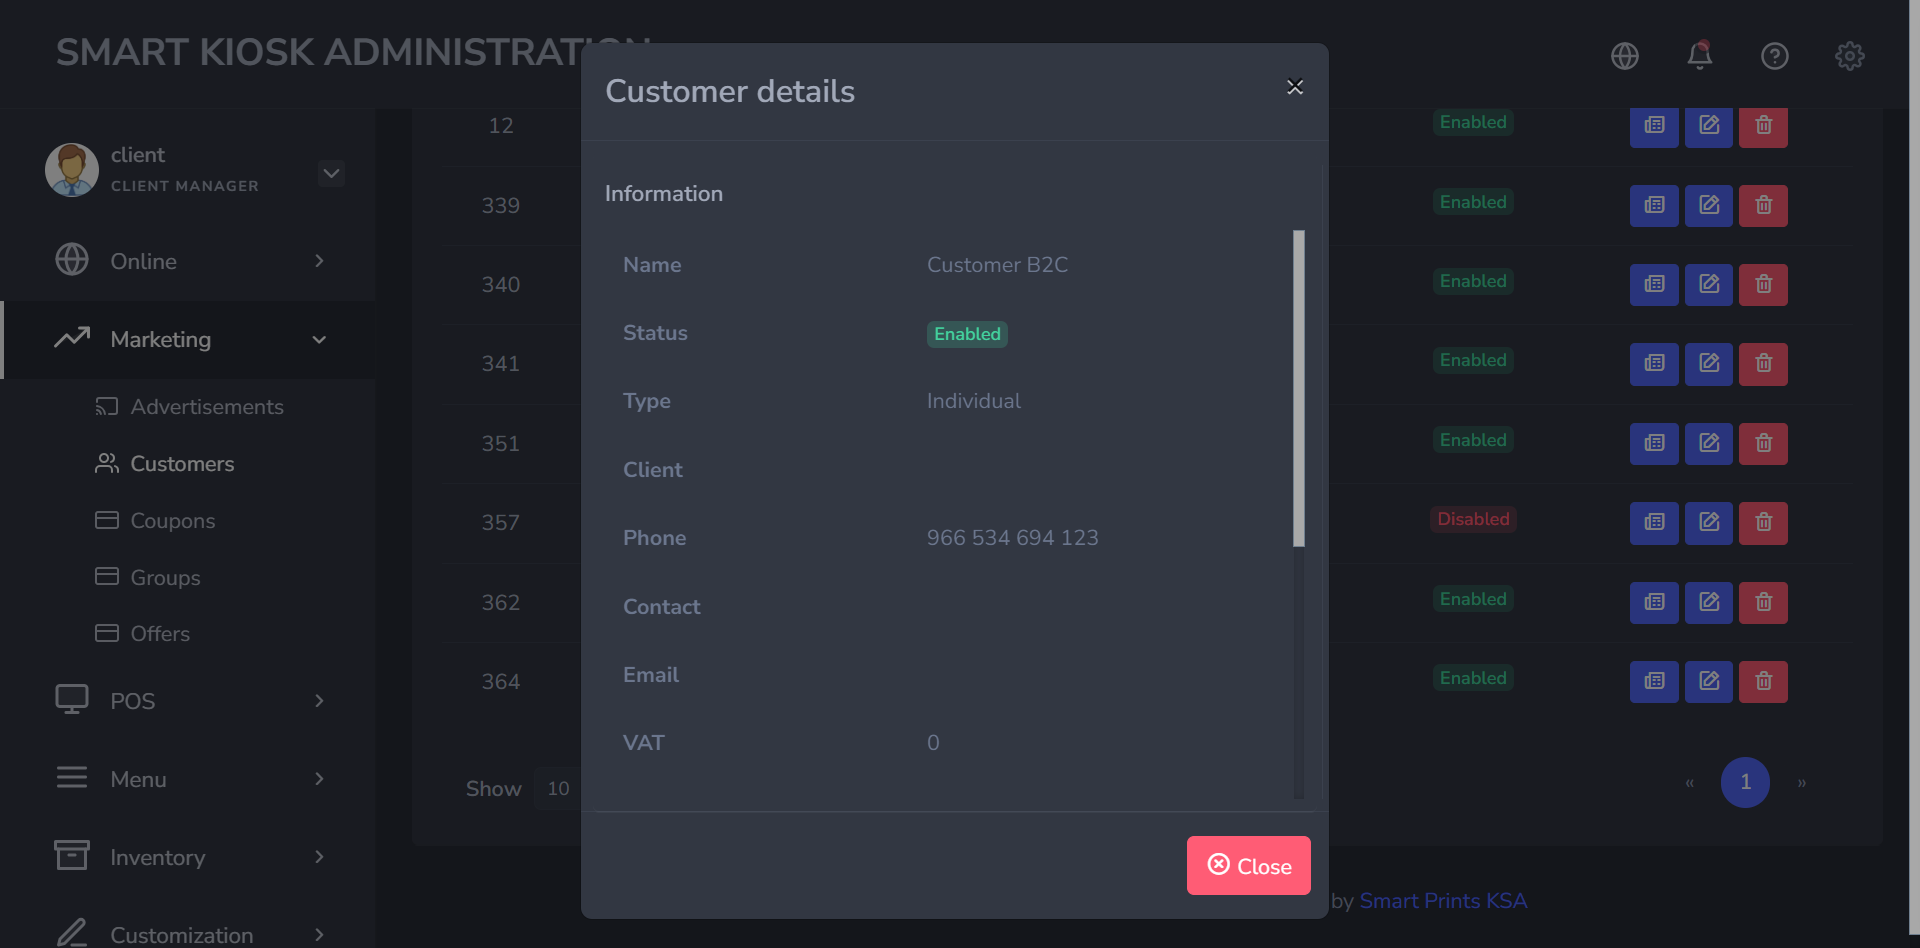 SMART KIOSK ADMINISTRATION
client
CLIENT MANAGER
Online
Marketing
Advertisements
Customers
Coupons
Groups
Offers
POS
Menu
Inventory
Customization
12 Enabled
339 Enabled
340 Enabled
341 Enabled
351 Enabled
357 Disabled
362 Enabled
364 Enabled
Show 10
« 1 »
by Smart Prints KSA
Customer details
Information
Name Customer B2C
Status Enabled
Type Individual
Client
Phone 966 534 694 123
Contact
Email
VAT 0
Close